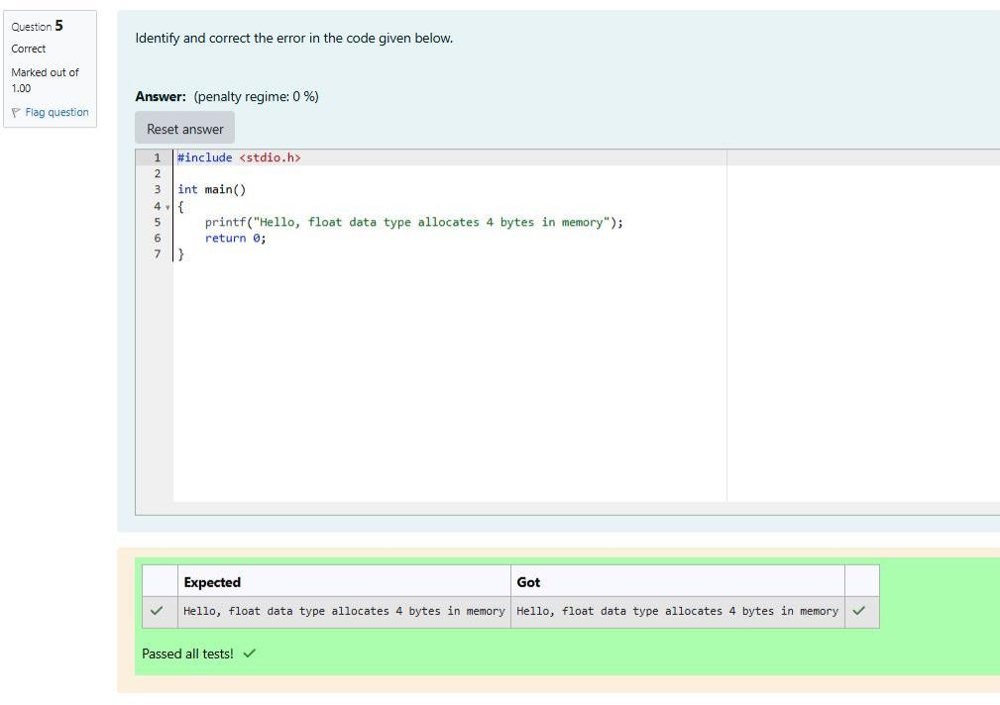 Question 5
Correct
Marked out of
1.00
Flag question
Identify and correct the error in the code given below.
Answer: (penalty regime: 0 %)
Reset answer
1 #include <stdio.h>
2
3 int main()
4 {
5     printf("Hello, float data type allocates 4 bytes in memory");
6     return 0;
7 }
Expected Got
Hello, float data type allocates 4 bytes in memory Hello, float data type allocates 4 bytes in memory
Passed all tests!